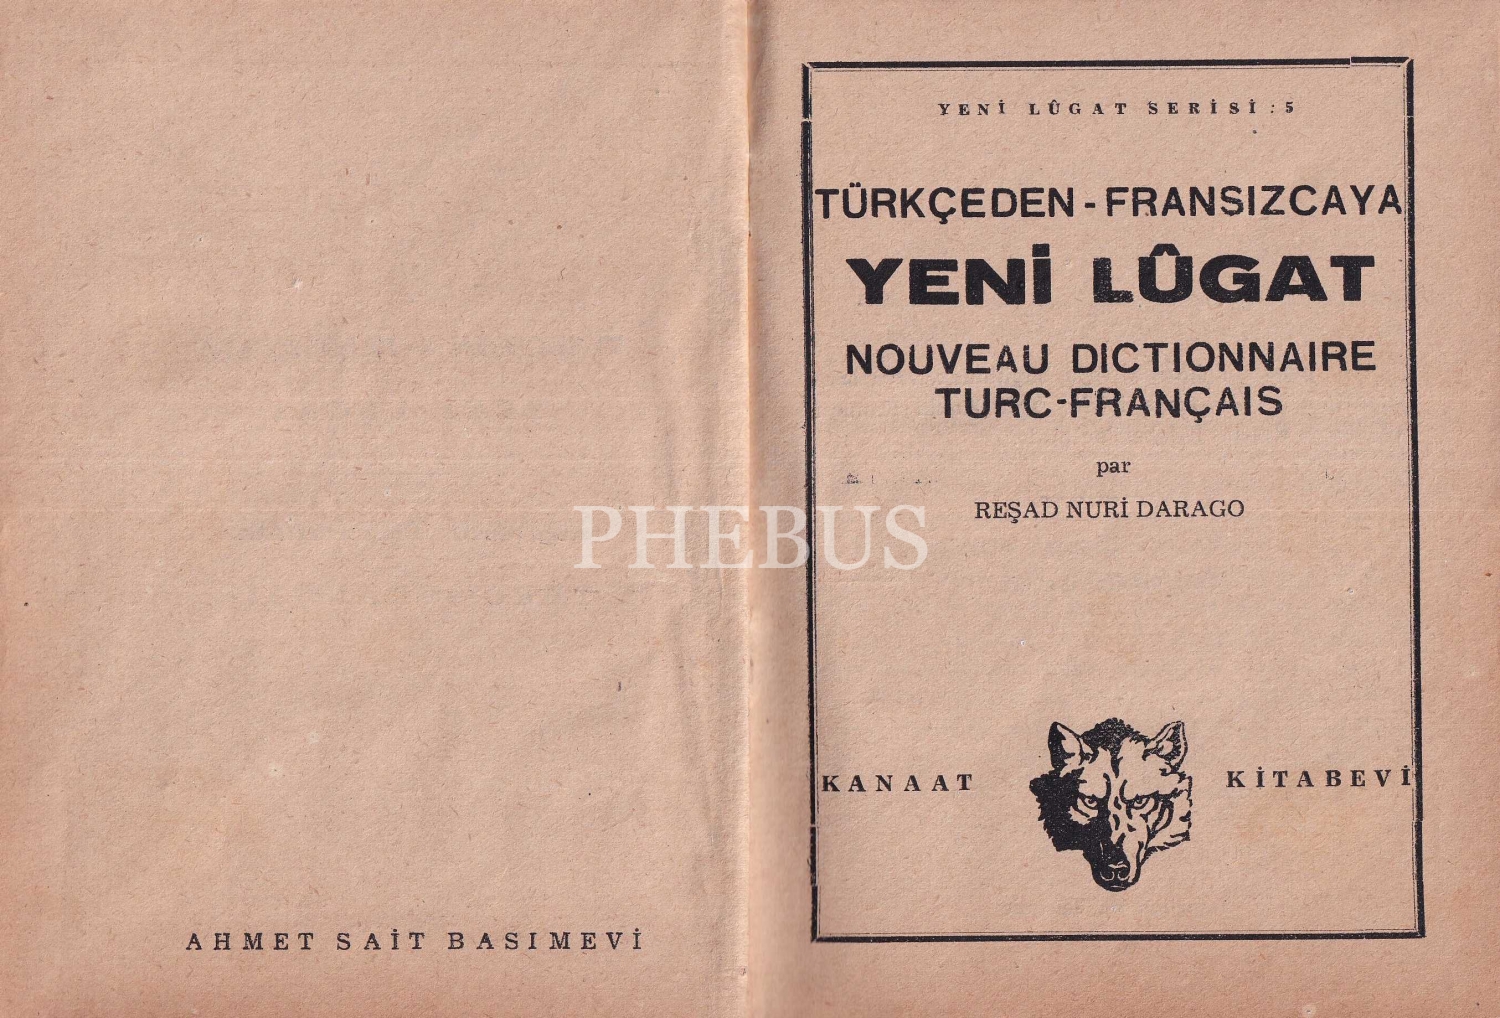 AHMET SAİT BASIMEVİ
YENİ LÛGAT SERİSİ : 5
TÜRKÇEDEN - FRANSIZCAYA
YENİ LÛGAT
NOUVEAU DICTIONNAIRE
TURC-FRANÇAIS
par
REŞAD NURİ DARAGO
KANAAT KİTABEVİ
PHEBUS